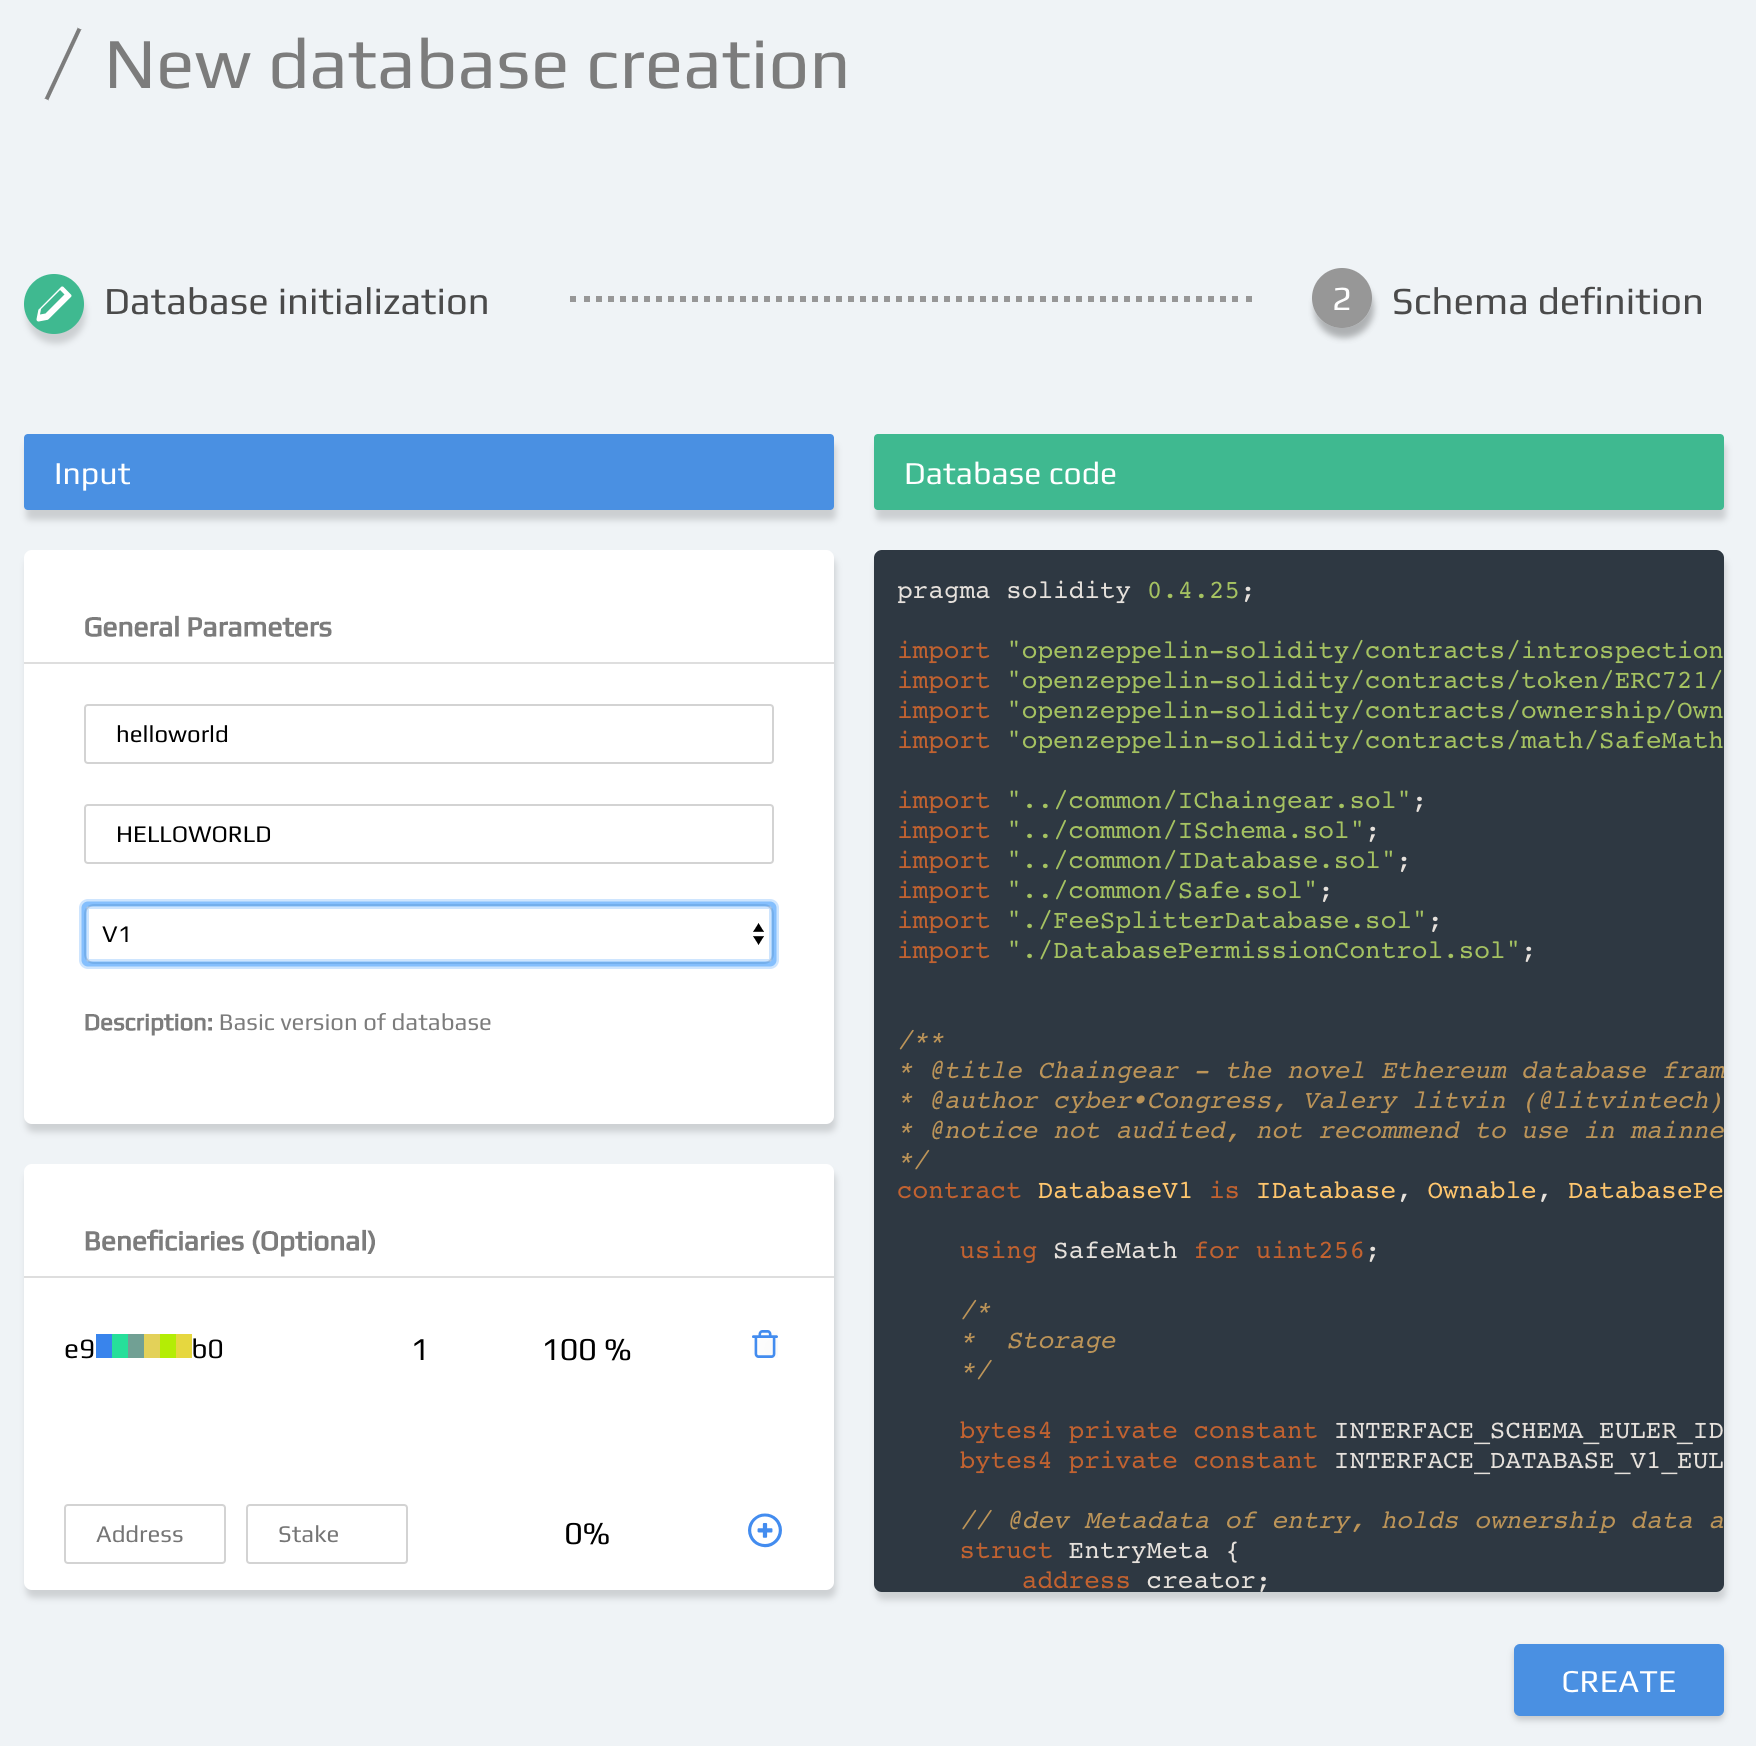 / New database creation
Database initialization
2 Schema definition
Input
General Parameters
helloworld
HELLOWORLD
V1
Description: Basic version of database
Beneficiaries (Optional)
e9 b0 1 100 %
Address Stake 0%
Database code
pragma solidity 0.4.25;
import "openzeppelin-solidity/contracts/introspection
import "openzeppelin-solidity/contracts/token/ERC721/
import "openzeppelin-solidity/contracts/ownership/Own
import "openzeppelin-solidity/contracts/math/SafeMath
import "../common/IChaingear.sol";
import "../common/ISchema.sol";
import "../common/IDatabase.sol";
import "../common/Safe.sol";
import "./FeeSplitterDatabase.sol";
import "./DatabasePermissionControl.sol";
/**
* @title Chaingear - the novel Ethereum database fram
* @author cyber•Congress, Valery litvin (@litvintech)
* @notice not audited, not recommend to use in mainne
*/
contract DatabaseV1 is IDatabase, Ownable, DatabasePe
using SafeMath for uint256;
/*
* Storage
*/
bytes4 private constant INTERFACE_SCHEMA_EULER_ID
bytes4 private constant INTERFACE_DATABASE_V1_EUL
// @dev Metadata of entry, holds ownership data a
struct EntryMeta {
address creator;
CREATE